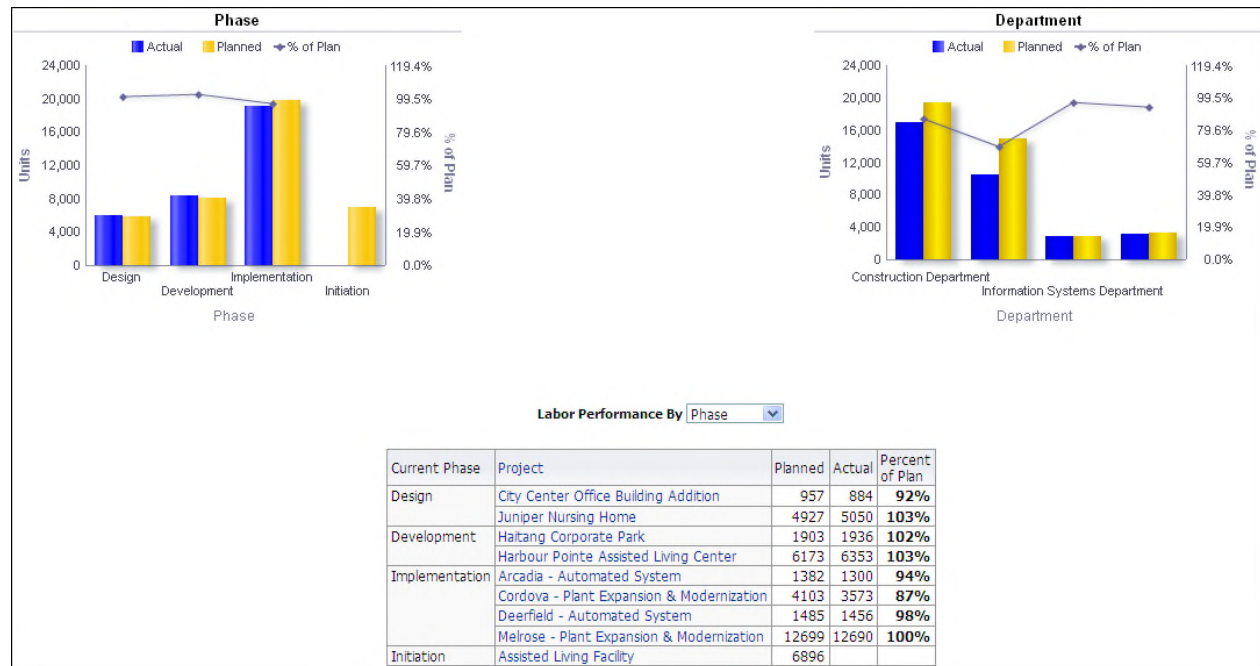 Phase
Actual Planned % of Plan
24,000
20,000
16,000
12,000
8,000
4,000
0
Units
119.4%
99.5%
79.6%
59.7%
39.8%
19.9%
0.0%
% of Plan
Design
Development
Implementation
Initiation
Phase
Department
Actual Planned % of Plan
24,000
20,000
16,000
12,000
8,000
4,000
0
Units
119.4%
99.5%
79.6%
59.7%
39.8%
19.9%
0.0%
% of Plan
Construction Department
Information Systems Department
Department
Labor Performance By Phase
Current Phase Project Planned Actual Percent of Plan
Design City Center Office Building Addition 957 884 92%
Juniper Nursing Home 4927 5050 103%
Development Haitang Corporate Park 1903 1936 102%
Harbour Pointe Assisted Living Center 6173 6353 103%
Implementation Arcadia - Automated System 1382 1300 94%
Cordova - Plant Expansion & Modernization 4103 3573 87%
Deerfield - Automated System 1485 1456 98%
Melrose - Plant Expansion & Modernization 12699 12690 100%
Initiation Assisted Living Facility 6896